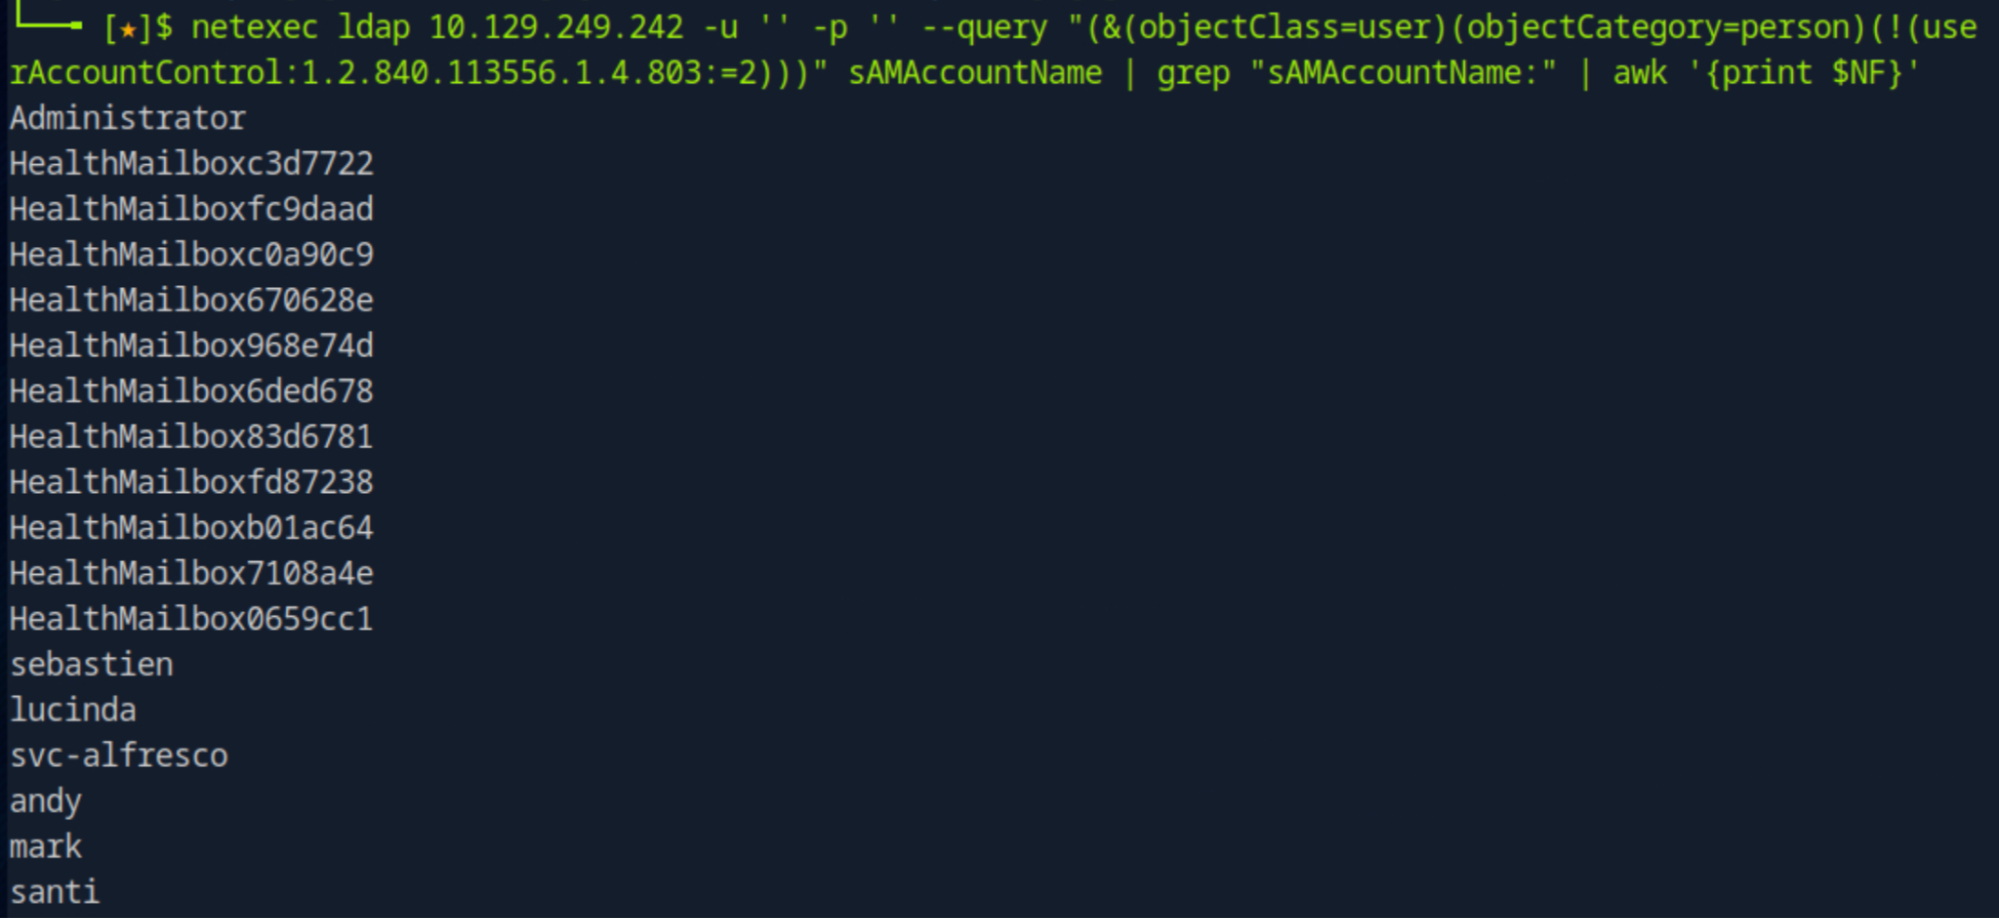 [★]$ netexec ldap 10.129.249.242 -u '' -p '' --query "(&(objectClass=user)(objectCategory=person)(!(use
rAccountControl:1.2.840.113556.1.4.803:=2)))" sAMAccountName | grep "sAMAccountName:" | awk '{print $NF}'
Administrator
HealthMailboxc3d7722
HealthMailboxfc9daad
HealthMailboxc0a90c9
HealthMailbox670628e
HealthMailbox968e74d
HealthMailbox6ded678
HealthMailbox83d6781
HealthMailboxfd87238
HealthMailboxb01ac64
HealthMailbox7108a4e
HealthMailbox0659cc1
sebastien
lucinda
svc-alfresco
andy
mark
santi